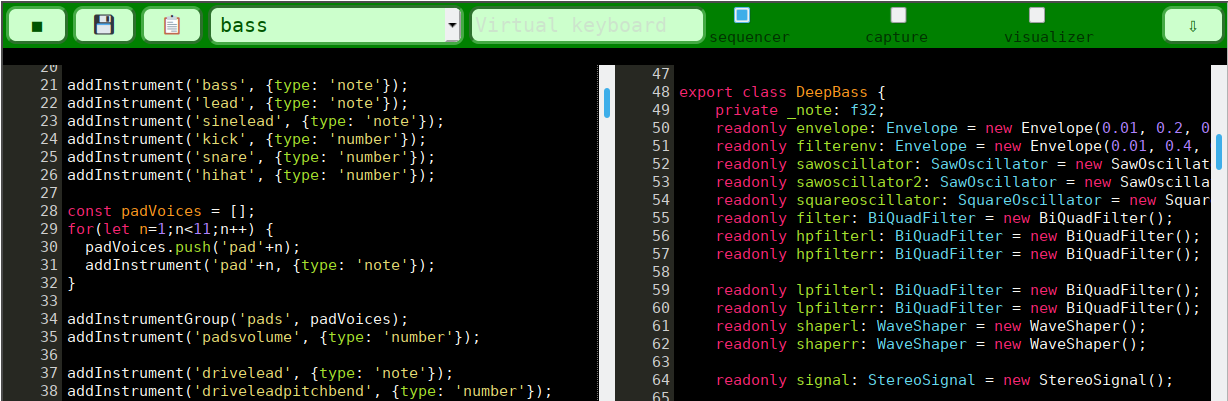 bass
Virtual keyboard
sequencer
capture
visualizer
20
21 addInstrument('bass', {type: 'note'});
22 addInstrument('lead', {type: 'note'});
23 addInstrument('sinelead', {type: 'note'});
24 addInstrument('kick', {type: 'number'});
25 addInstrument('snare', {type: 'number'});
26 addInstrument('hihat', {type: 'number'});
27
28 const padVoices = [];
29 for(let n=1;n<11;n++) {
30   padVoices.push('pad'+n);
31   addInstrument('pad'+n, {type: 'note'});
32 }
33
34 addInstrumentGroup('pads', padVoices);
35 addInstrument('padsvolume', {type: 'number'});
36
37 addInstrument('drivelead', {type: 'note'});
38 addInstrument('driveleadpitchbend', {type: 'number'});
47
48 export class DeepBass {
49     private _note: f32;
50     readonly envelope: Envelope = new Envelope(0.01, 0.2, 0
51     readonly filterenv: Envelope = new Envelope(0.01, 0.4,
52     readonly sawoscillator: SawOscillator = new SawOscillat
53     readonly sawoscillator2: SawOscillator = new SawOscilla
54     readonly squareoscillator: SquareOscillator = new Squar
55     readonly filter: BiQuadFilter = new BiQuadFilter();
56     readonly hpfilterl: BiQuadFilter = new BiQuadFilter();
57     readonly hpfilterr: BiQuadFilter = new BiQuadFilter();
58
59     readonly lpfilterl: BiQuadFilter = new BiQuadFilter();
60     readonly lpfilterr: BiQuadFilter = new BiQuadFilter();
61     readonly shaperl: WaveShaper = new WaveShaper();
62     readonly shaperr: WaveShaper = new WaveShaper();
63
64     readonly signal: StereoSignal = new StereoSignal();
65